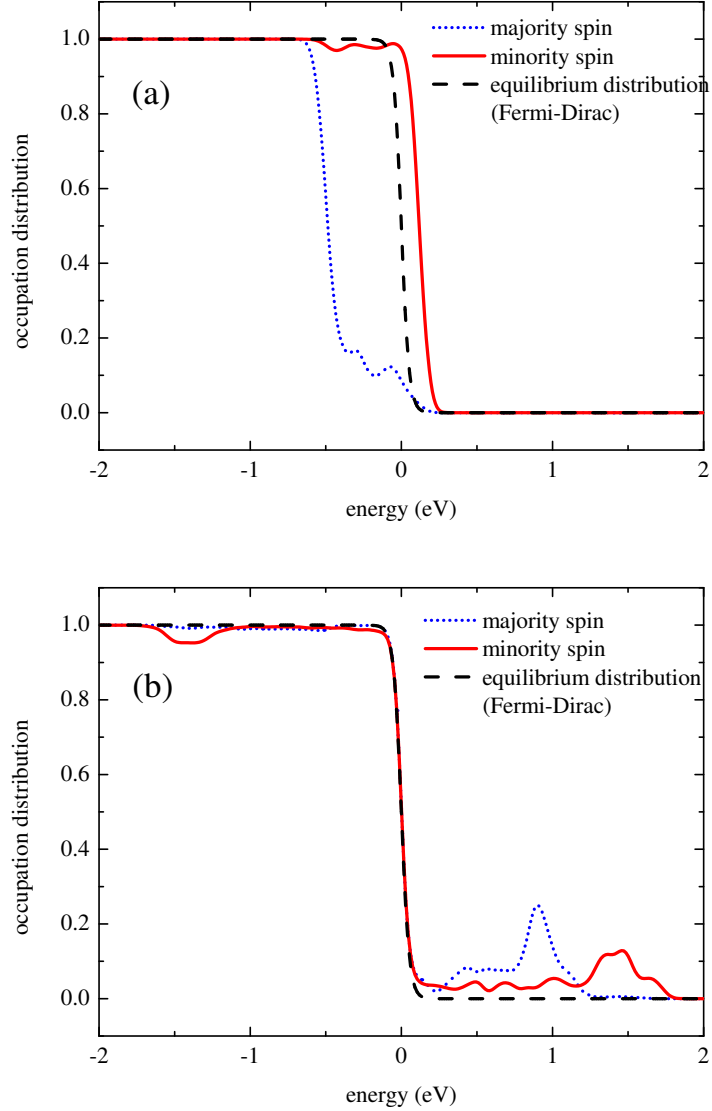 1.0
0.8
0.6
0.4
0.2
0.0
occupation distribution
(a)
majority spin
minority spin
equilibrium distribution
(Fermi-Dirac)
-2
-1
0
1
2
energy (eV)
1.0
0.8
0.6
0.4
0.2
0.0
occupation distribution
(b)
majority spin
minority spin
equilibrium distribution
(Fermi-Dirac)
-2
-1
0
1
2
energy (eV)